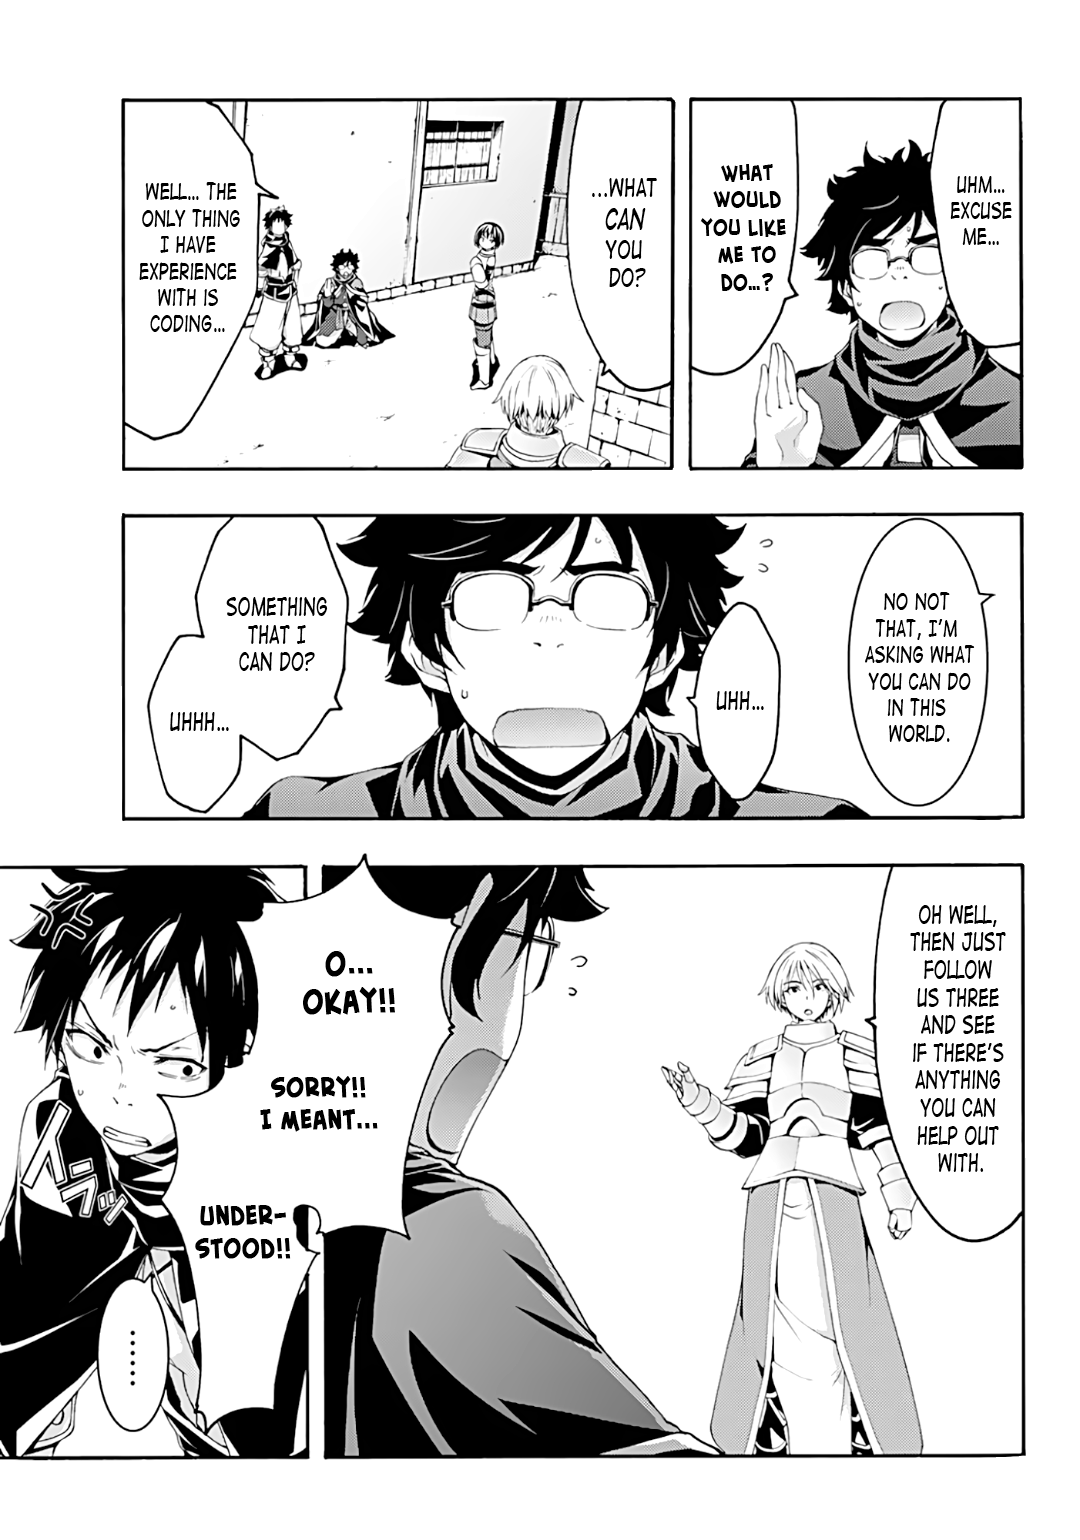 UHM...
EXCUSE
ME...
WHAT
WOULD
YOU LIKE
ME TO
DO...?
...WHAT
CAN
YOU
DO?
WELL... THE
ONLY THING
I HAVE
EXPERIENCE
WITH IS
CODING...
NO NOT
THAT, I'M
ASKING WHAT
YOU CAN DO
IN THIS
WORLD.
UHH...
SOMETHING
THAT I
CAN DO?
UHHH...
OH WELL,
THEN JUST
FOLLOW
US THREE
AND SEE
IF THERE'S
ANYTHING
YOU CAN
HELP OUT
WITH.
O...
OKAY!!
SORRY!!
I MEANT...
UNDER-
STOOD!!
イラッ
........